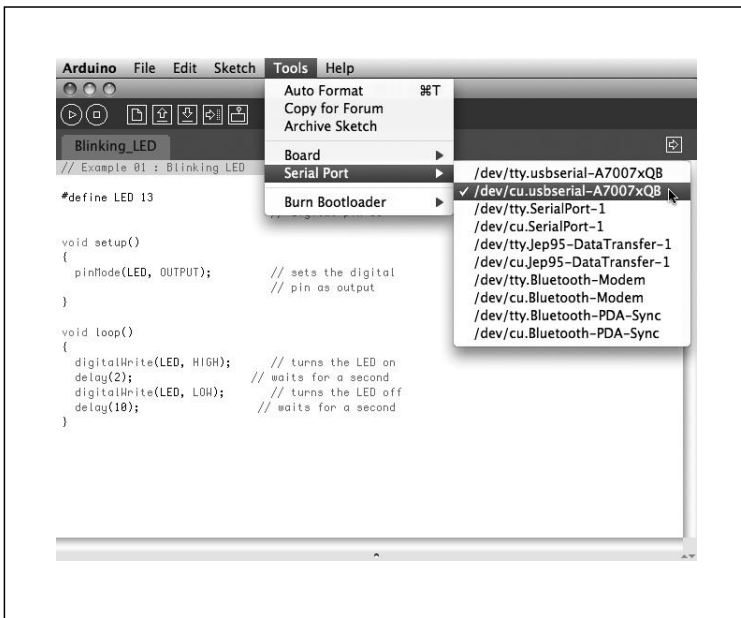 Arduino File Edit Sketch Tools Help
Auto Format ⌘T
Copy for Forum
Archive Sketch
Board
Serial Port
Burn Bootloader
/dev/tty.usbserial-A7007xQB
✓ /dev/cu.usbserial-A7007xQB
/dev/tty.SerialPort-1
/dev/cu.SerialPort-1
/dev/tty.Jep95-DataTransfer-1
/dev/cu.Jep95-DataTransfer-1
/dev/tty.Bluetooth-Modem
/dev/cu.Bluetooth-Modem
/dev/tty.Bluetooth-PDA-Sync
/dev/cu.Bluetooth-PDA-Sync
Blinking_LED
// Example 01 : Blinking LED
#define LED 13
void setup()
{
  pinMode(LED, OUTPUT); // sets the digital
// pin as output
}
void loop()
{
  digitalWrite(LED, HIGH); // turns the LED on
  delay(2); // waits for a second
  digitalWrite(LED, LOW); // turns the LED off
  delay(10); // waits for a second
}